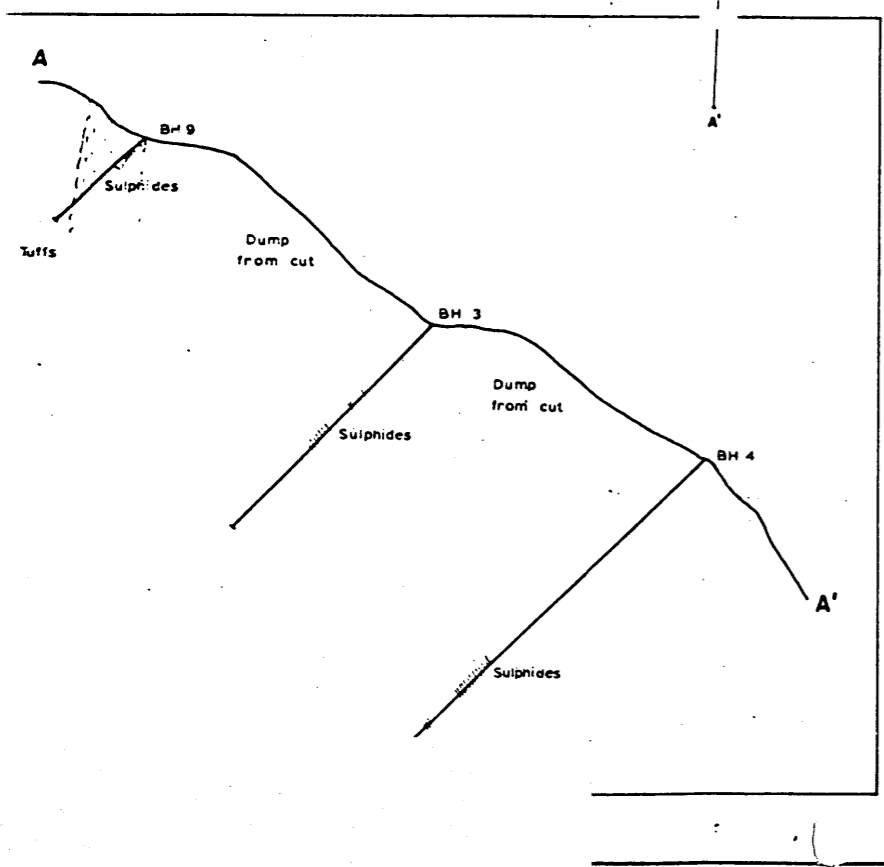 A
A'
BH 9
Sulphides
Tuffs
Dump
from cut
BH 3
Dump
from cut
Sulphides
BH 4
A'
Sulphides